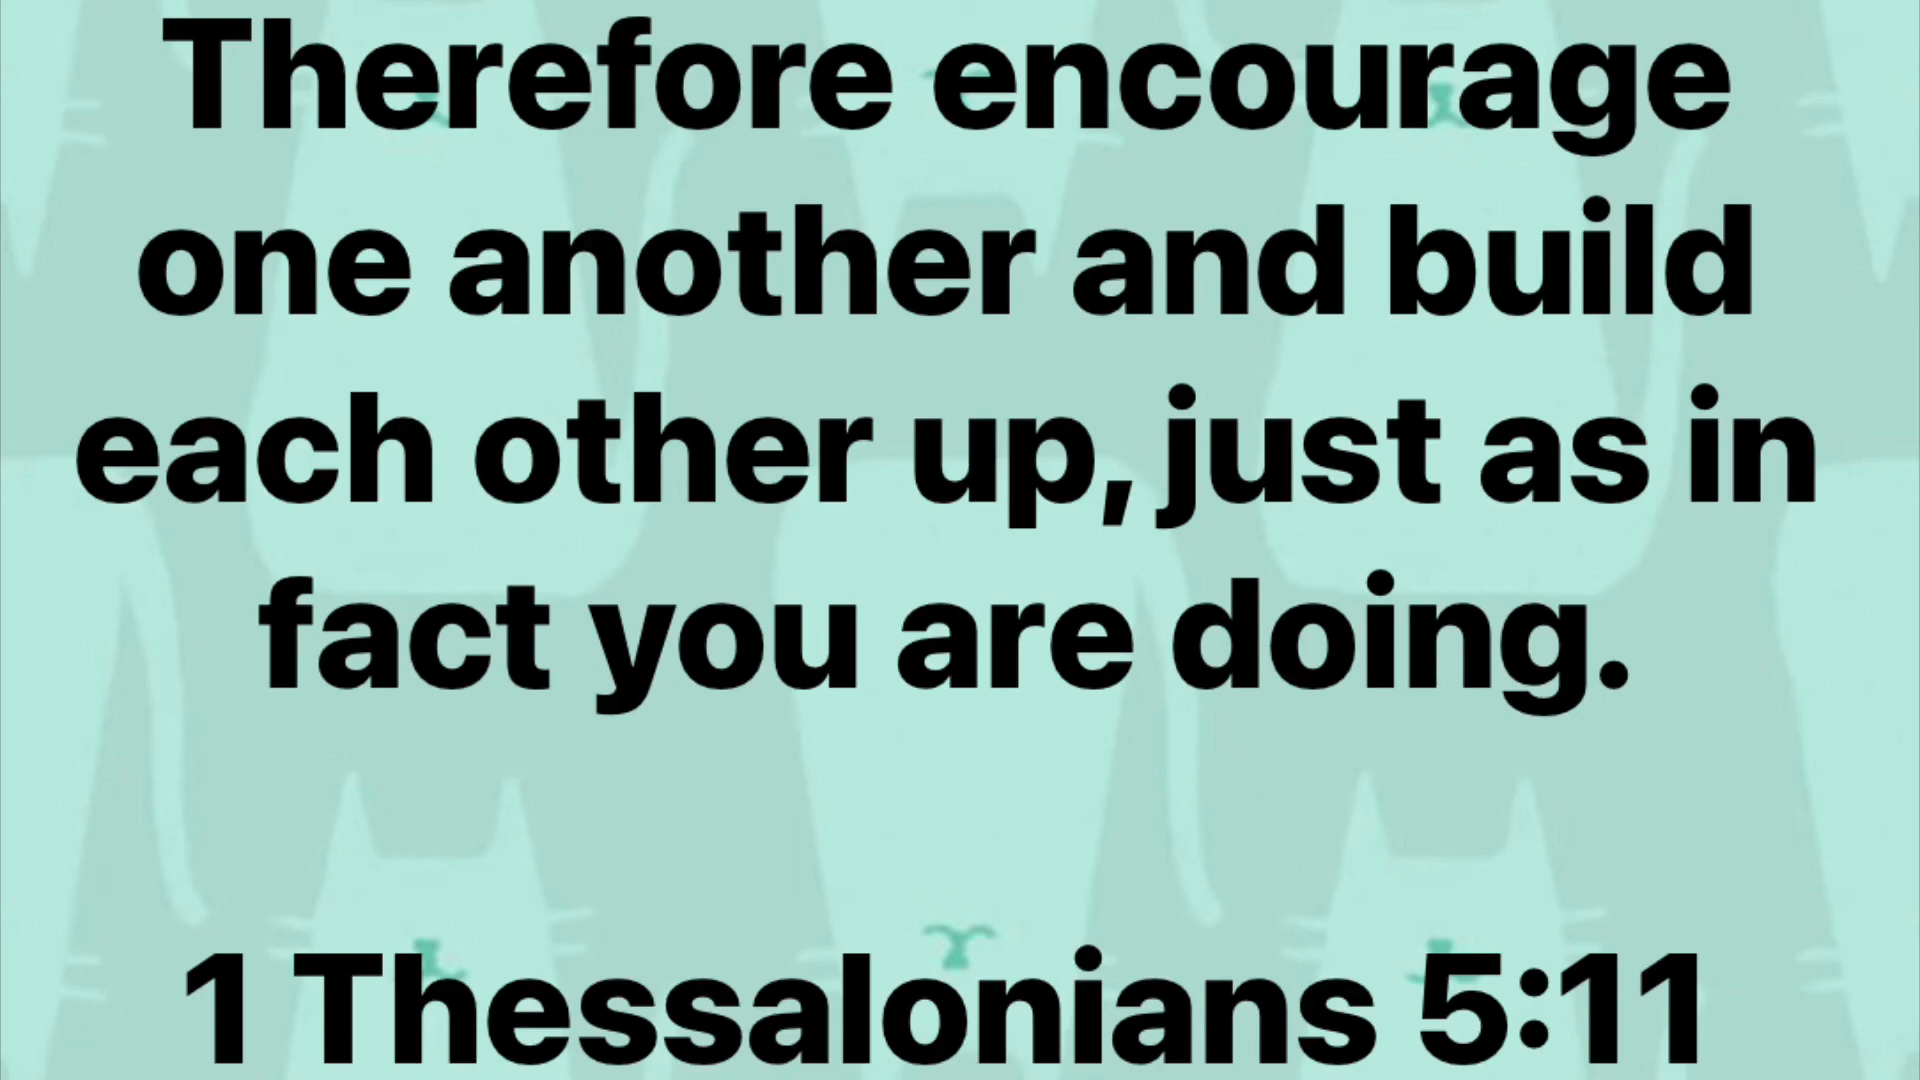 Therefore encourage
one another and build
each other up, just as in
fact you are doing.
1 Thessalonians 5:11